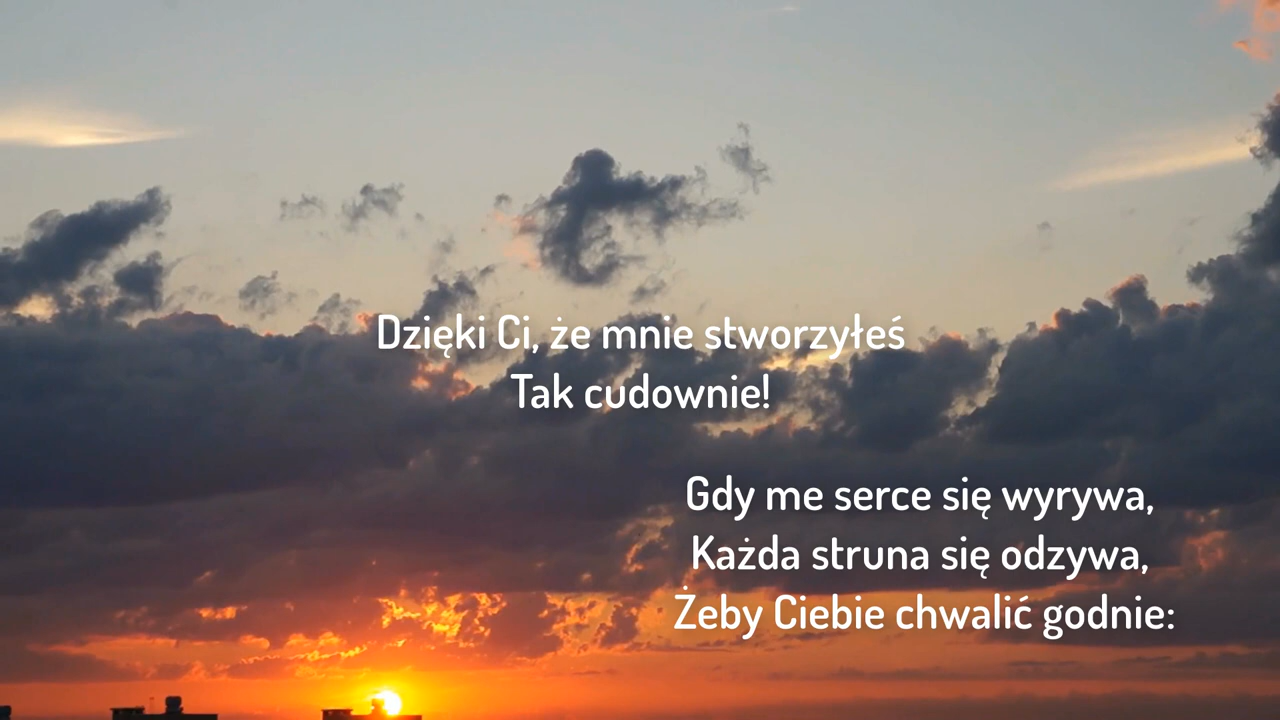 Dzięki Ci, że mnie stworzyłeś
Tak cudownie!
Gdy me serce się wyrywa,
Każda struna się odzywa,
Żeby Ciebie chwalić godnie: